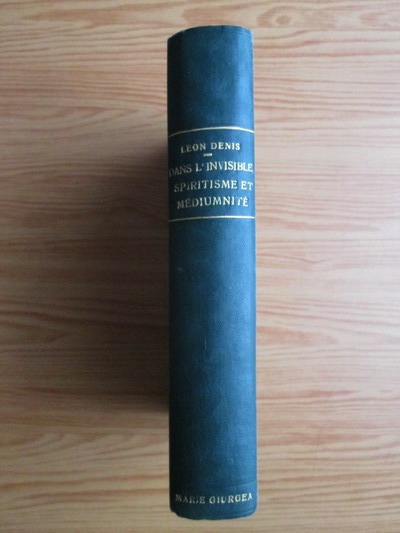 LEON DENIS
DANS L'INVISIBLE
SPIRITISME ET
MÉDIUMNITÉ
MARIE GIURGEA